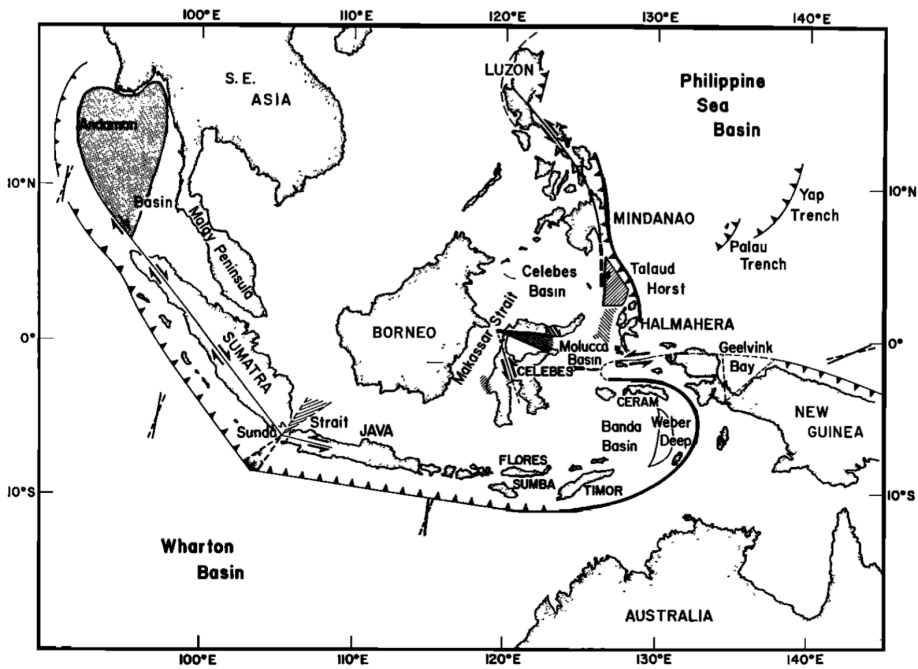 100°E 110°E 120°E 130°E 140°E
LUZON
S. E.
ASIA
Philippine
Sea
Basin
Andaman
10°N
10°N
Basin
Malay Peninsula
MINDANAO
Yap
Trench
Palau
Trench
Celebes
Basin
Talaud
Horst
BORNEO
Makassar Strait
HALMAHERA
0°
0°
SUMATRA
Molucca
Basin
Geelvink
Bay
CELEBES
CERAM
Sunda Strait
JAVA
Banda
Basin
Weber
Deep
NEW
GUINEA
FLORES
SUMBA
TIMOR
10°S
10°S
Wharton
Basin
AUSTRALIA
100°E 110°E 120°E 130°E 140°E